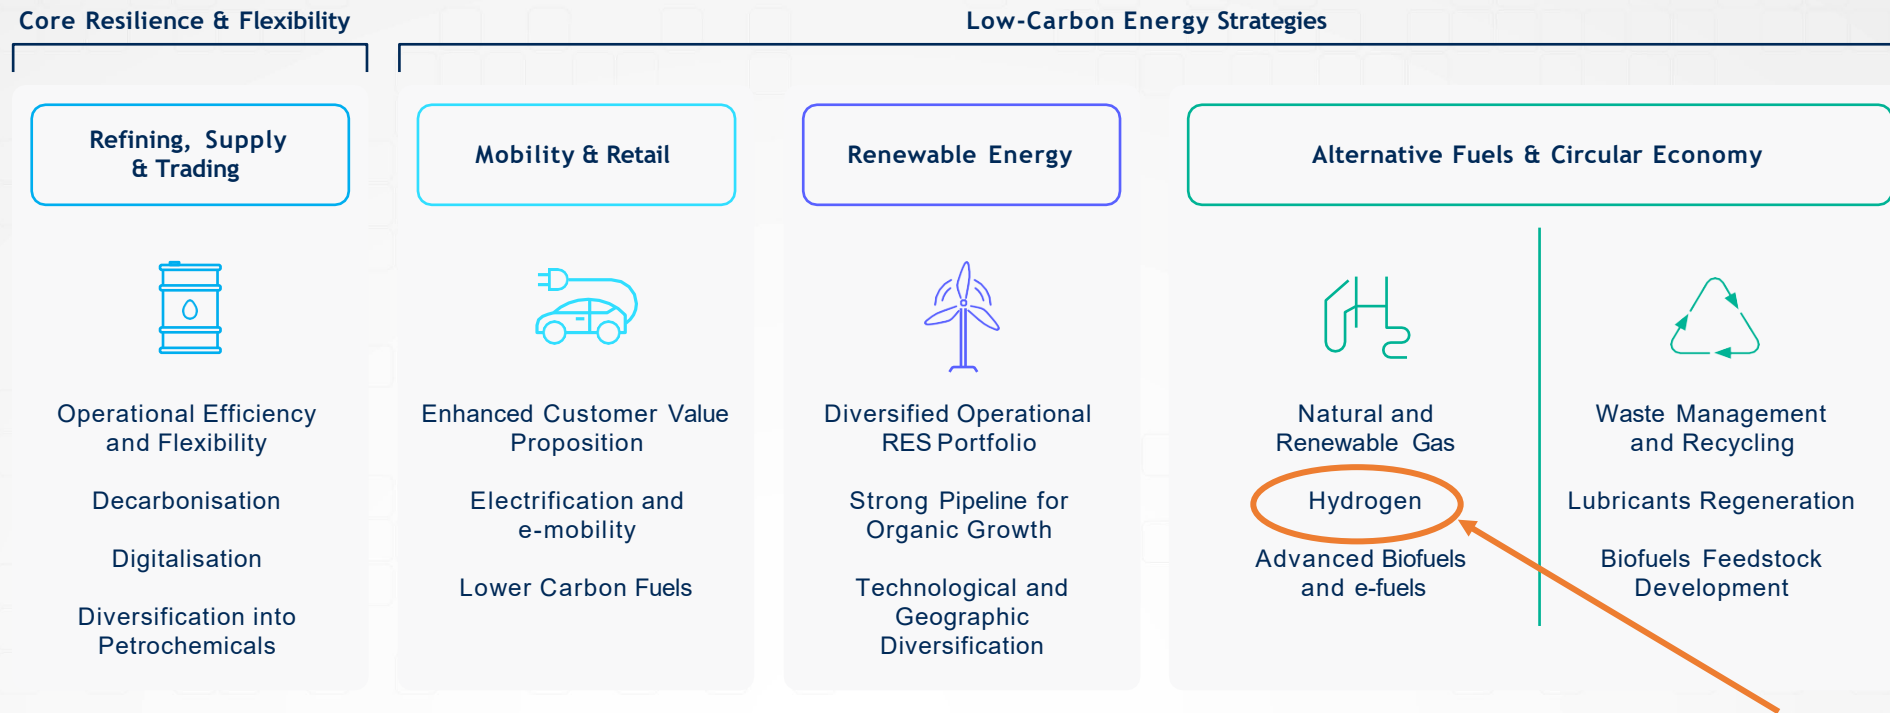 Core Resilience & Flexibility
Low-Carbon Energy Strategies
Refining, Supply
& Trading
Mobility & Retail
Renewable Energy
Alternative Fuels & Circular Economy
Operational Efficiency
and Flexibility
Decarbonisation
Digitalisation
Diversification into
Petrochemicals
Enhanced Customer Value
Proposition
Electrification and
e-mobility
Lower Carbon Fuels
Diversified Operational
RES Portfolio
Strong Pipeline for
Organic Growth
Technological and
Geographic
Diversification
H2
Natural and
Renewable Gas
Hydrogen
Advanced Biofuels
and e-fuels
Waste Management
and Recycling
Lubricants Regeneration
Biofuels Feedstock
Development